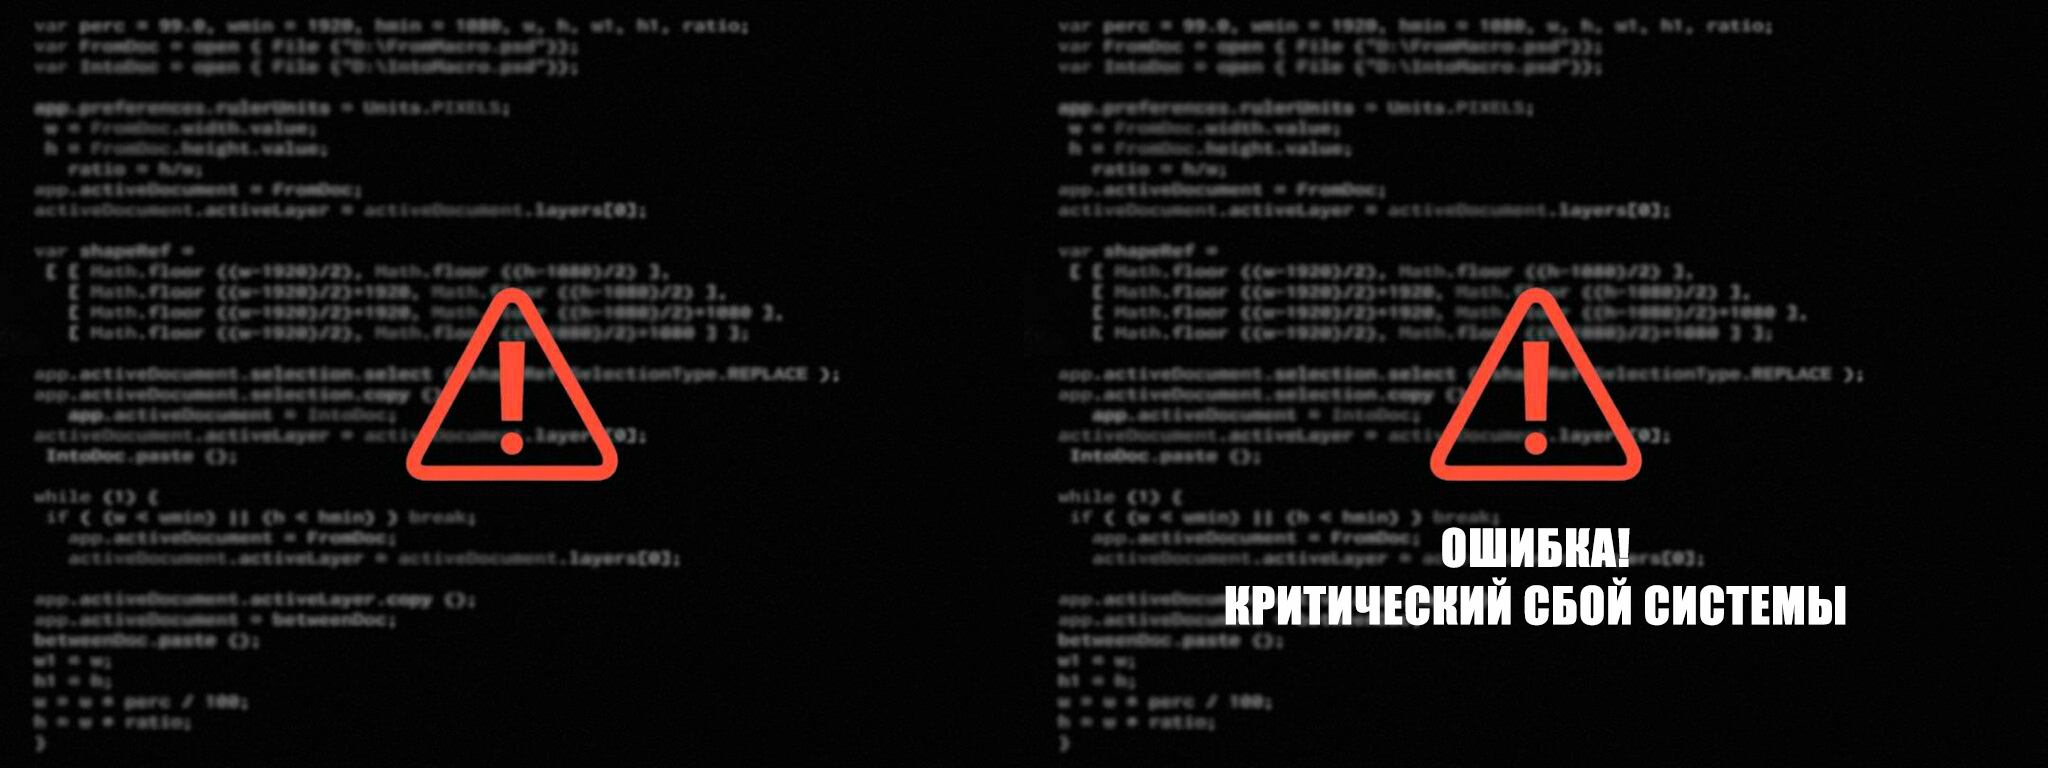 var perc = 99.0, wmin = 1920, hmin = 1080, w, h, w1, h1, ratio;
var FromDoc = open ( File ("D:\FromMacro.psd"));
var IntoDoc = open ( File ("D:\IntoMacro.psd"));
app.preferences.rulerUnits = Units.PIXELS;
w = FromDoc.width.value;
h = FromDoc.height.value;
ratio = h/w;
app.activeDocument = FromDoc;
activeDocument.activeLayer = activeDocument.layers[0];
var shapeRef =
[ [ Math.floor ((w-1920)/2), Math.floor ((h-1080)/2) ],
[ Math.floor ((w-1920)/2)+1920, Math.floor ((h-1080)/2) ],
[ Math.floor ((w-1920)/2)+1920, Math.floor ((h-1080)/2)+1080 ],
[ Math.floor ((w-1920)/2), Math.floor ((h-1080)/2)+1080 ] ];
app.activeDocument.selection.select ( shapeRef, SelectionType.REPLACE );
app.activeDocument.selection.copy ();
app.activeDocument = IntoDoc;
activeDocument.activeLayer = activeDocument.layers[0];
IntoDoc.paste ();
while (1) {
if ( (w < wmin) || (h < hmin) ) break;
app.activeDocument = FromDoc;
activeDocument.activeLayer = activeDocument.layers[0];
app.activeDocument.activeLayer.copy ();
app.activeDocument = betweenDoc;
betweenDoc.paste ();
w1 = w;
h1 = h;
w = w * perc / 100;
h = w * ratio;
}
var perc = 99.0, wmin = 1920, hmin = 1080, w, h, w1, h1, ratio;
var FromDoc = open ( File ("D:\FromMacro.psd"));
var IntoDoc = open ( File ("D:\IntoMacro.psd"));
app.preferences.rulerUnits = Units.PIXELS;
w = FromDoc.width.value;
h = FromDoc.height.value;
ratio = h/w;
app.activeDocument = FromDoc;
activeDocument.activeLayer = activeDocument.layers[0];
var shapeRef =
[ [ Math.floor ((w-1920)/2), Math.floor ((h-1080)/2) ],
[ Math.floor ((w-1920)/2)+1920, Math.floor ((h-1080)/2) ],
[ Math.floor ((w-1920)/2)+1920, Math.floor ((h-1080)/2)+1080 ],
[ Math.floor ((w-1920)/2), Math.floor ((h-1080)/2)+1080 ] ];
app.activeDocument.selection.select ( shapeRef, SelectionType.REPLACE );
app.activeDocument.selection.copy ()
app.activeDocument = IntoDoc;
activeDocument.activeLayer = activeDocument.layers[0];
IntoDoc.paste ();
while (1) {
if ( (w < wmin) || (h < hmin) ) break;
app.activeDocument = FromDoc;
activeDocument.activeLayer =
ОШИБКА!
КРИТИЧЕСКИЙ СБОЙ СИСТЕМЫ
betweenDoc.paste ();
w1 = w;
h1 = h;
w = w * perc / 100;
h = w * ratio;
}